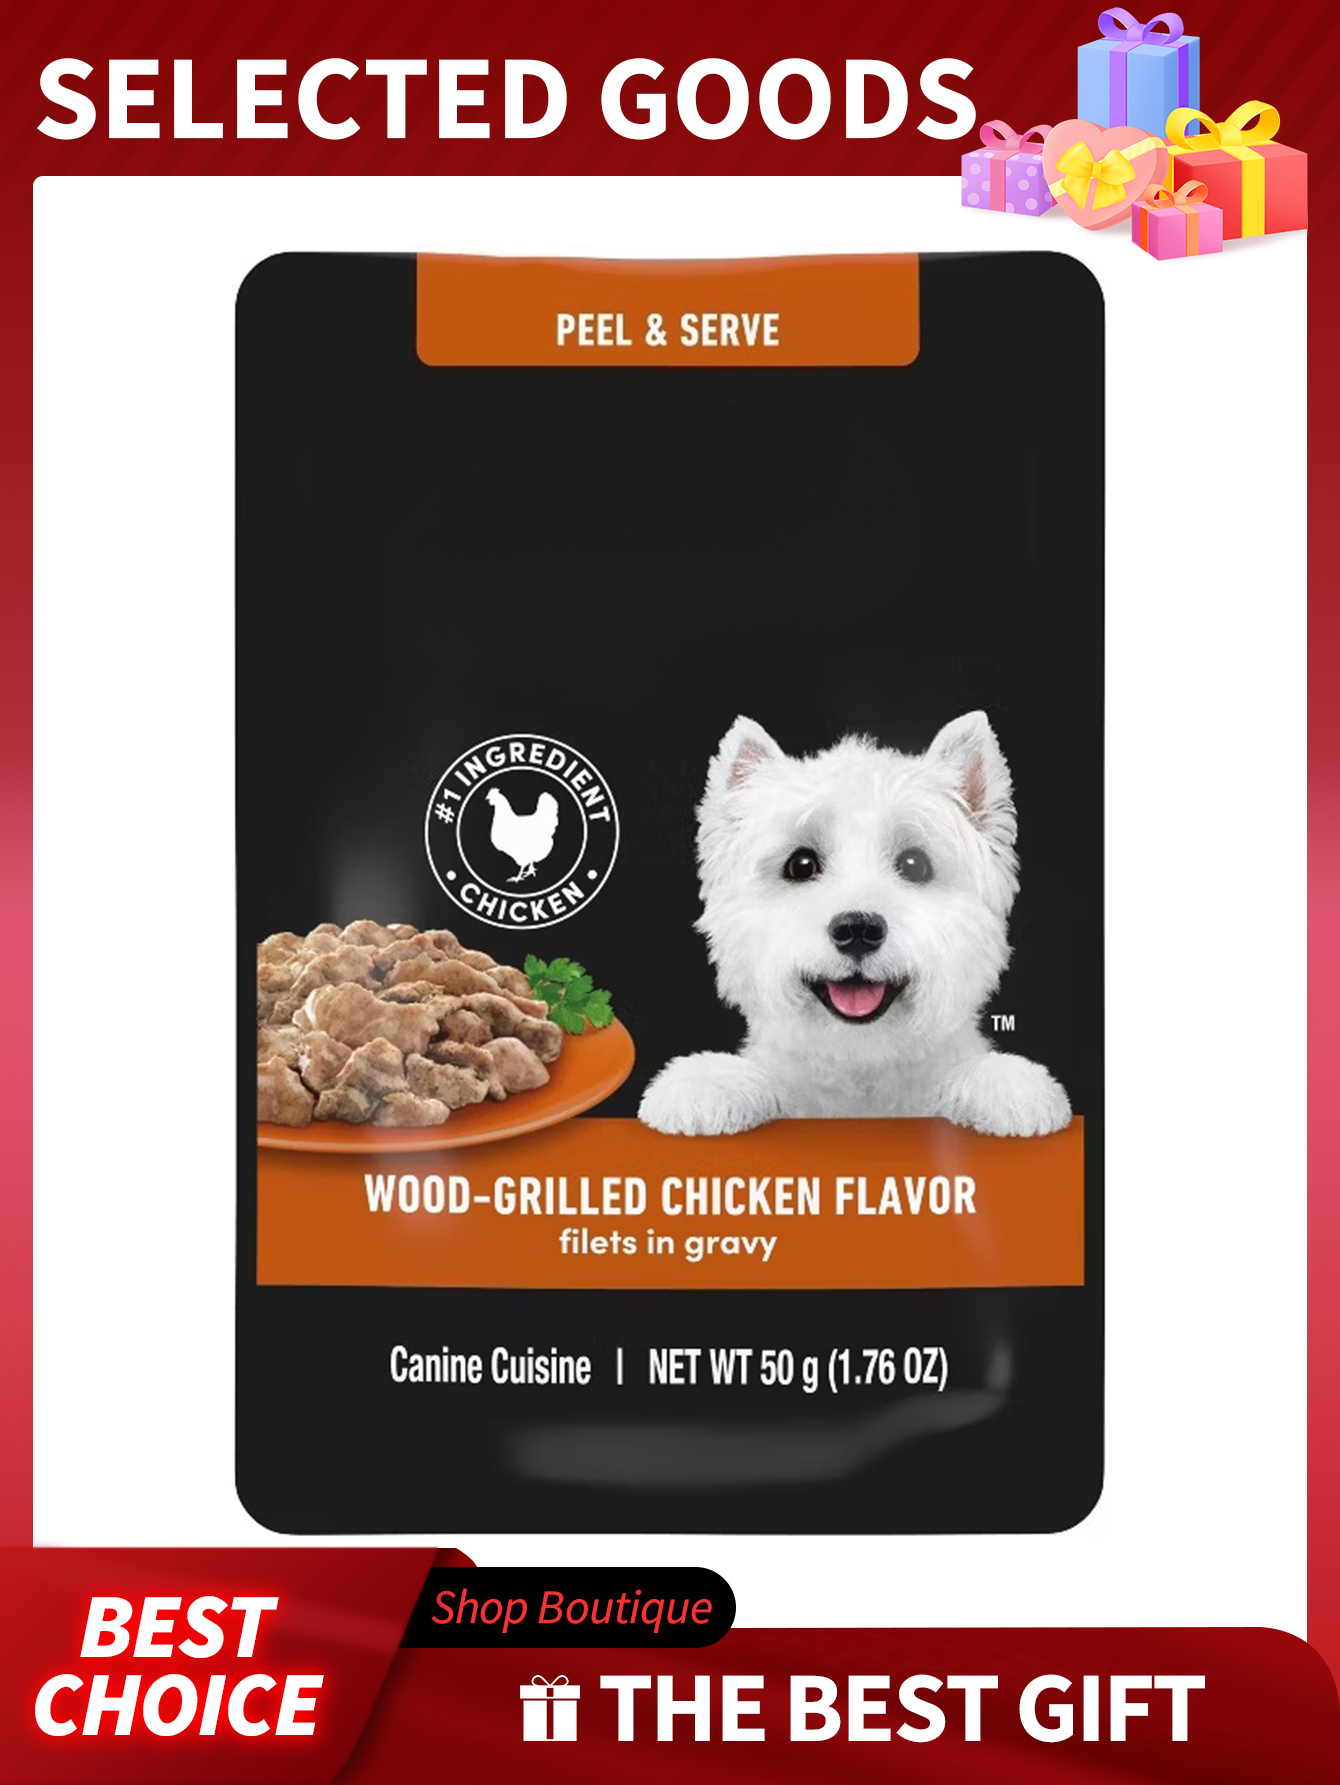 SELECTED GOODS
PEEL & SERVE
#1 INGREDIENT
• CHICKEN •
TM
WOOD-GRILLED CHICKEN FLAVOR
filets in gravy
Canine Cuisine | NET WT 50 g (1.76 OZ)
Shop Boutique
BEST
CHOICE
THE BEST GIFT